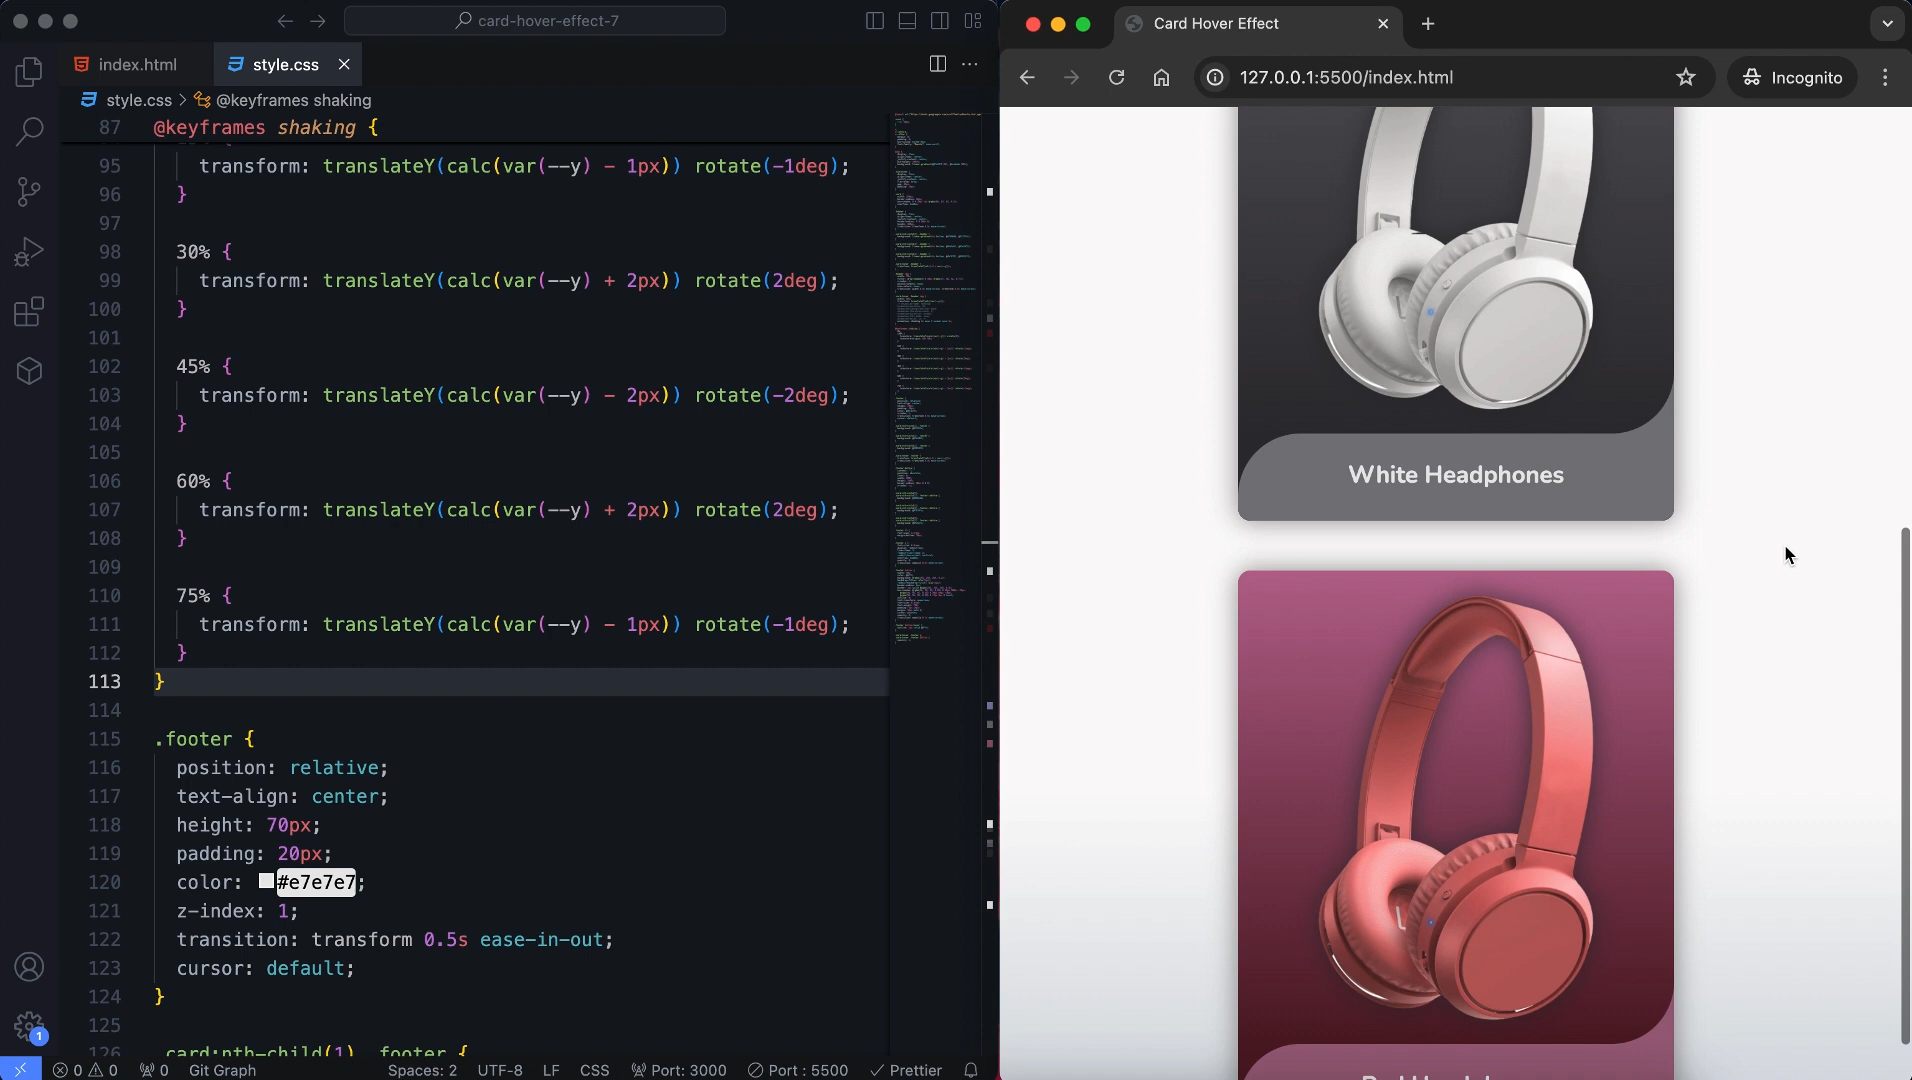 card-hover-effect-7
index.html
style.css
style.css > @keyframes shaking
87 @keyframes shaking {
95 transform: translateY(calc(var(--y) - 1px)) rotate(-1deg);
96 }
97
98 30% {
99 transform: translateY(calc(var(--y) + 2px)) rotate(2deg);
100 }
101
102 45% {
103 transform: translateY(calc(var(--y) - 2px)) rotate(-2deg);
104 }
105
106 60% {
107 transform: translateY(calc(var(--y) + 2px)) rotate(2deg);
108 }
109
110 75% {
111 transform: translateY(calc(var(--y) - 1px)) rotate(-1deg);
112 }
113 }
114
115 .footer {
116 position: relative;
117 text-align: center;
118 height: 70px;
119 padding: 20px;
120 color: #e7e7e7;
121 z-index: 1;
122 transition: transform 0.5s ease-in-out;
123 cursor: default;
124 }
125
126 .card:nth-child(1) .footer {
1
0 0 0 Git Graph Spaces: 2 UTF-8 LF CSS Port: 3000 Port : 5500 Prettier
Card Hover Effect
127.0.0.1:5500/index.html
Incognito
White Headphones